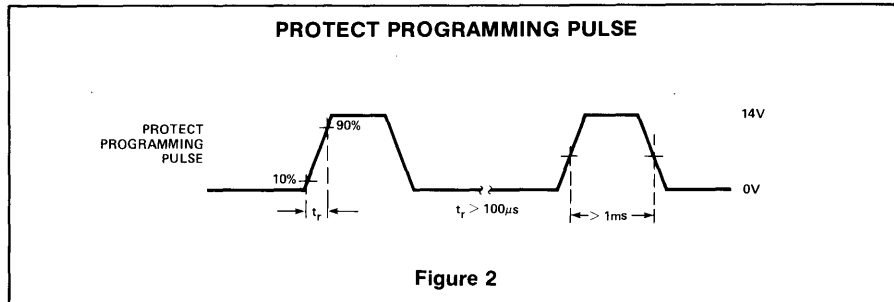 PROTECT PROGRAMMING PULSE
14V
PROTECT
PROGRAMMING
PULSE
90%
10%
0V
tr
tr > 100μs
> 1ms
Figure 2